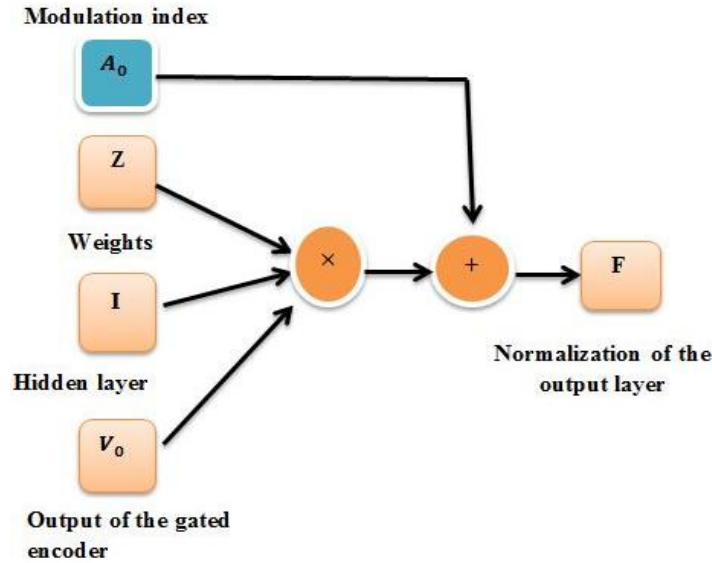 Modulation index
A₀
Z
Weights
I
Hidden layer
V₀
Output of the gated
encoder
×
+
F
Normalization of the
output layer